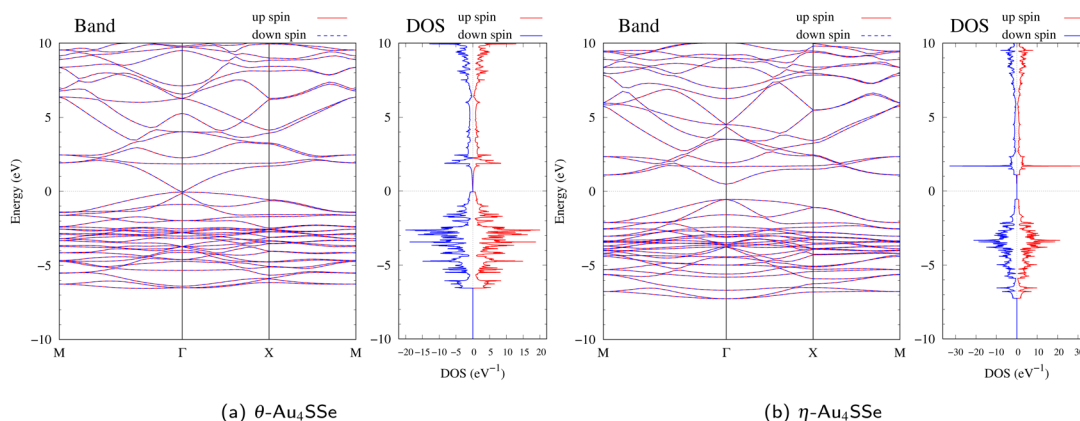 Band
up spin
down spin
DOS
up spin
down spin
Band
up spin
down spin
DOS
up spin
down spin
10
5
0
−5
−10
Energy (eV)
M Γ X M
−20 −15 −10 −5 0 5 10 15 20
DOS (eV⁻¹)
10
5
0
−5
−10
Energy (eV)
M Γ X M
−30 −20 −10 0 10 20 30
DOS (eV⁻¹)
(a) θ-Au₄SSe
(b) η-Au₄SSe